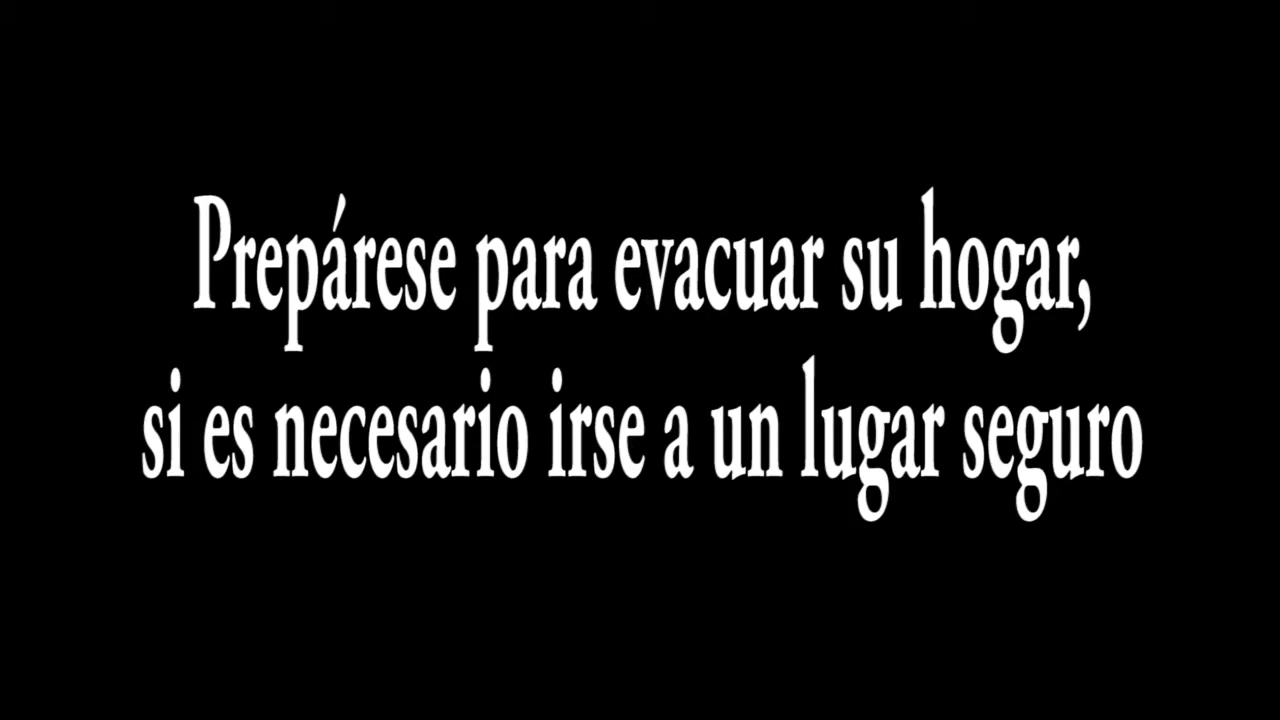 Prepárese para evacuar su hogar,
si es necesario irse a un lugar seguro